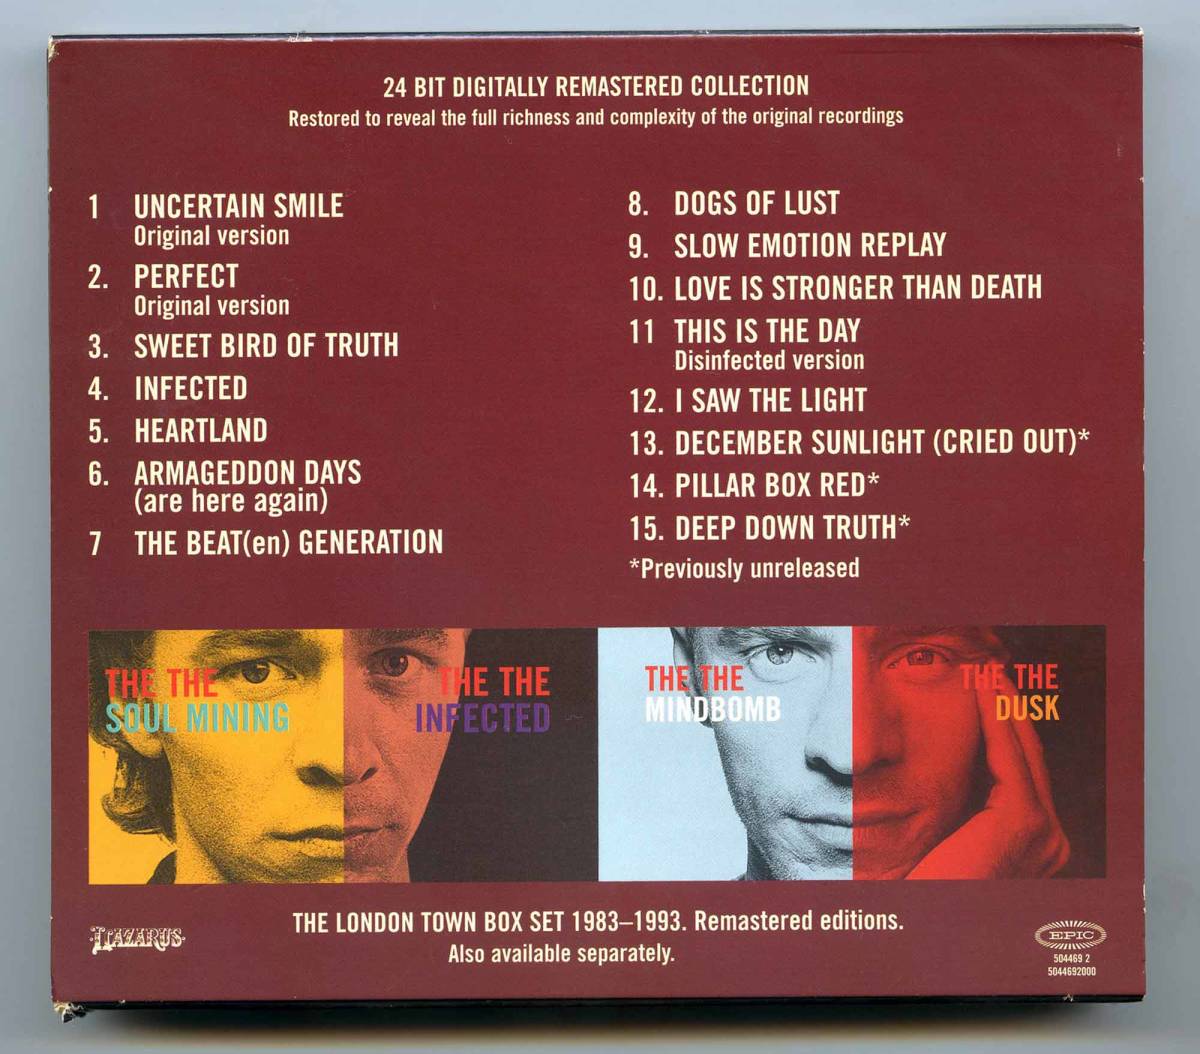 24 BIT DIGITALLY REMASTERED COLLECTION
Restored to reveal the full richness and complexity of the original recordings
1 UNCERTAIN SMILE
Original version
2. PERFECT
Original version
3. SWEET BIRD OF TRUTH
4. INFECTED
5. HEARTLAND
6. ARMAGEDDON DAYS
(are here again)
7 THE BEAT(en) GENERATION
8. DOGS OF LUST
9. SLOW EMOTION REPLAY
10. LOVE IS STRONGER THAN DEATH
11 THIS IS THE DAY
Disinfected version
12. I SAW THE LIGHT
13. DECEMBER SUNLIGHT (CRIED OUT)*
14. PILLAR BOX RED*
15. DEEP DOWN TRUTH*
*Previously unreleased
THE THE
SOUL MINING
THE THE
INFECTED
THE THE
MINDBOMB
THE THE
DUSK
THE LONDON TOWN BOX SET 1983–1993. Remastered editions.
Also available separately.
LAZARUS
EPIC
504469 2
5044692000